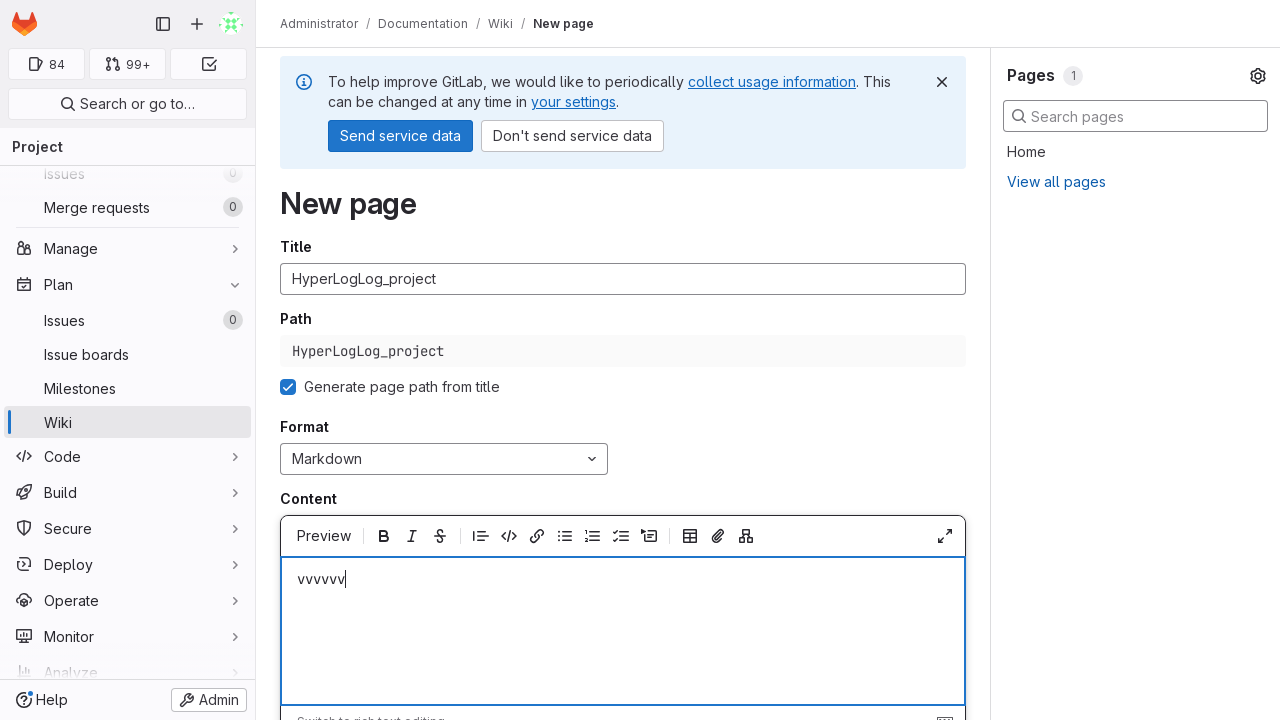 Administrator / Documentation / Wiki / New page
84
99+
Search or go to…
Project
Issues 0
Merge requests 0
Manage
Plan
Issues 0
Issue boards
Milestones
Wiki
Code
Build
Secure
Deploy
Operate
Monitor
Analyze
Help
Admin
To help improve GitLab, we would like to periodically collect usage information. This
can be changed at any time in your settings.
Send service data
Don't send service data
New page
Title
HyperLogLog_project
Path
HyperLogLog_project
Generate page path from title
Format
Markdown
Content
Preview
vvvvvv
Switch to rich text editing
Pages 1
Search pages
Home
View all pages